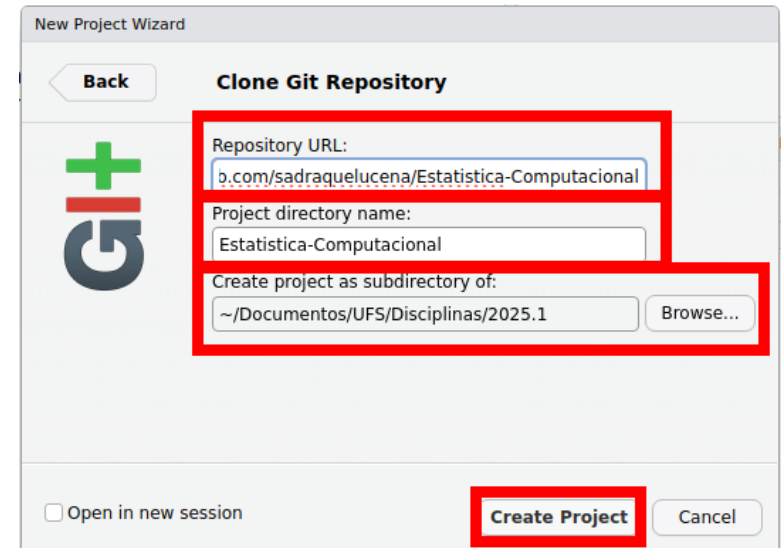 New Project Wizard
Back
Clone Git Repository
Repository URL:
.com/sadraquelucena/Estatistica-Computacional
Project directory name:
Estatistica-Computacional
Create project as subdirectory of:
~/Documentos/UFS/Disciplinas/2025.1
Browse...
GIt
Open in new session
Create Project
Cancel